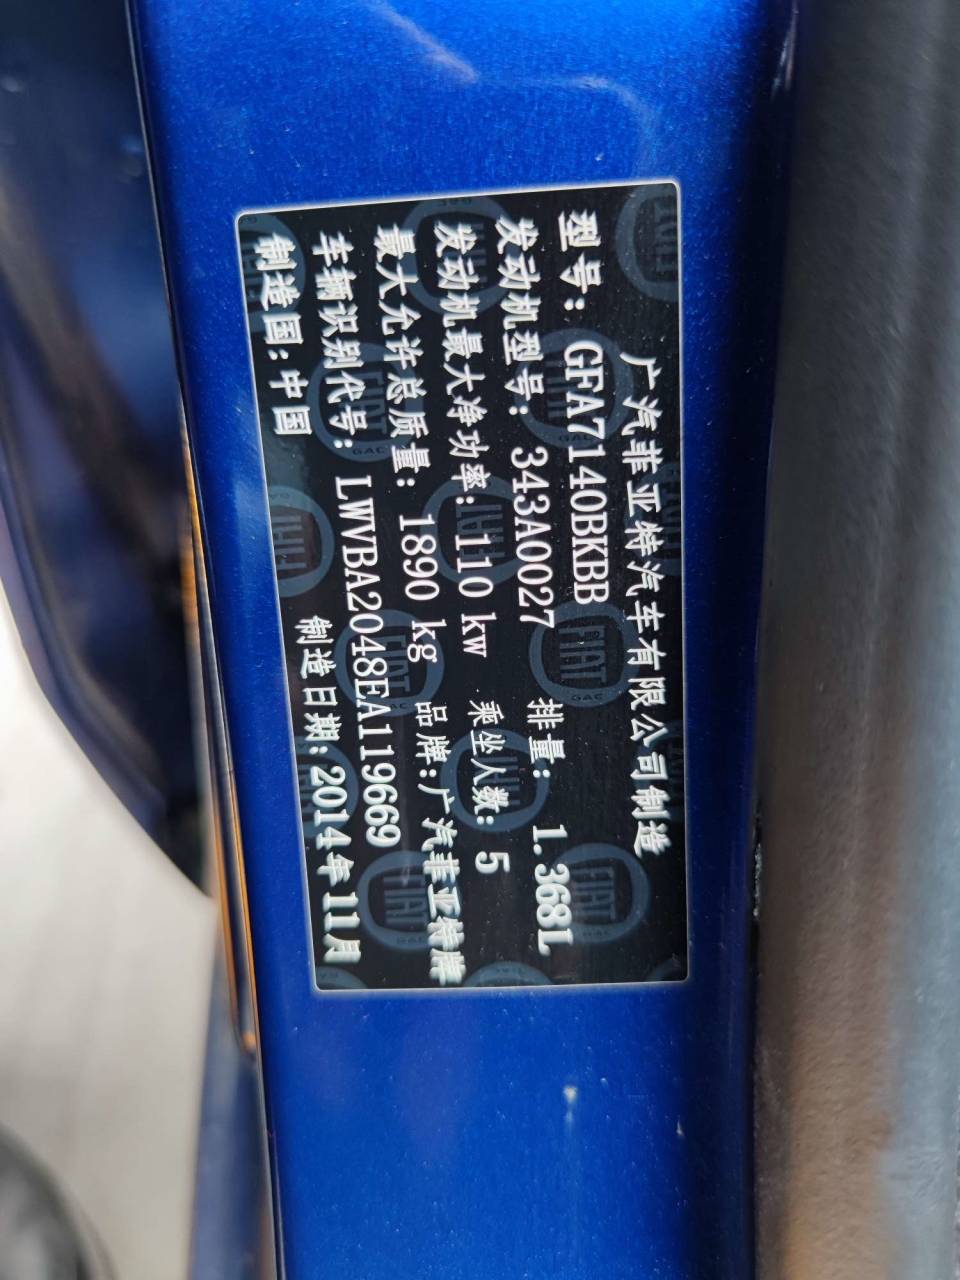 广汽菲亚特汽车有限公司制造
型号: GFA7140BKBB
发动机型号: 343A0027 排量: 1.368L
发动机最大净功率: 110 kw 乘坐人数: 5
最大允许总质量: 1890 kg 品牌: 广汽菲亚特牌
车辆识别代号: LWVBA2048EA119669
制造国: 中国 制造日期: 2014年11月
FIAT
GAC